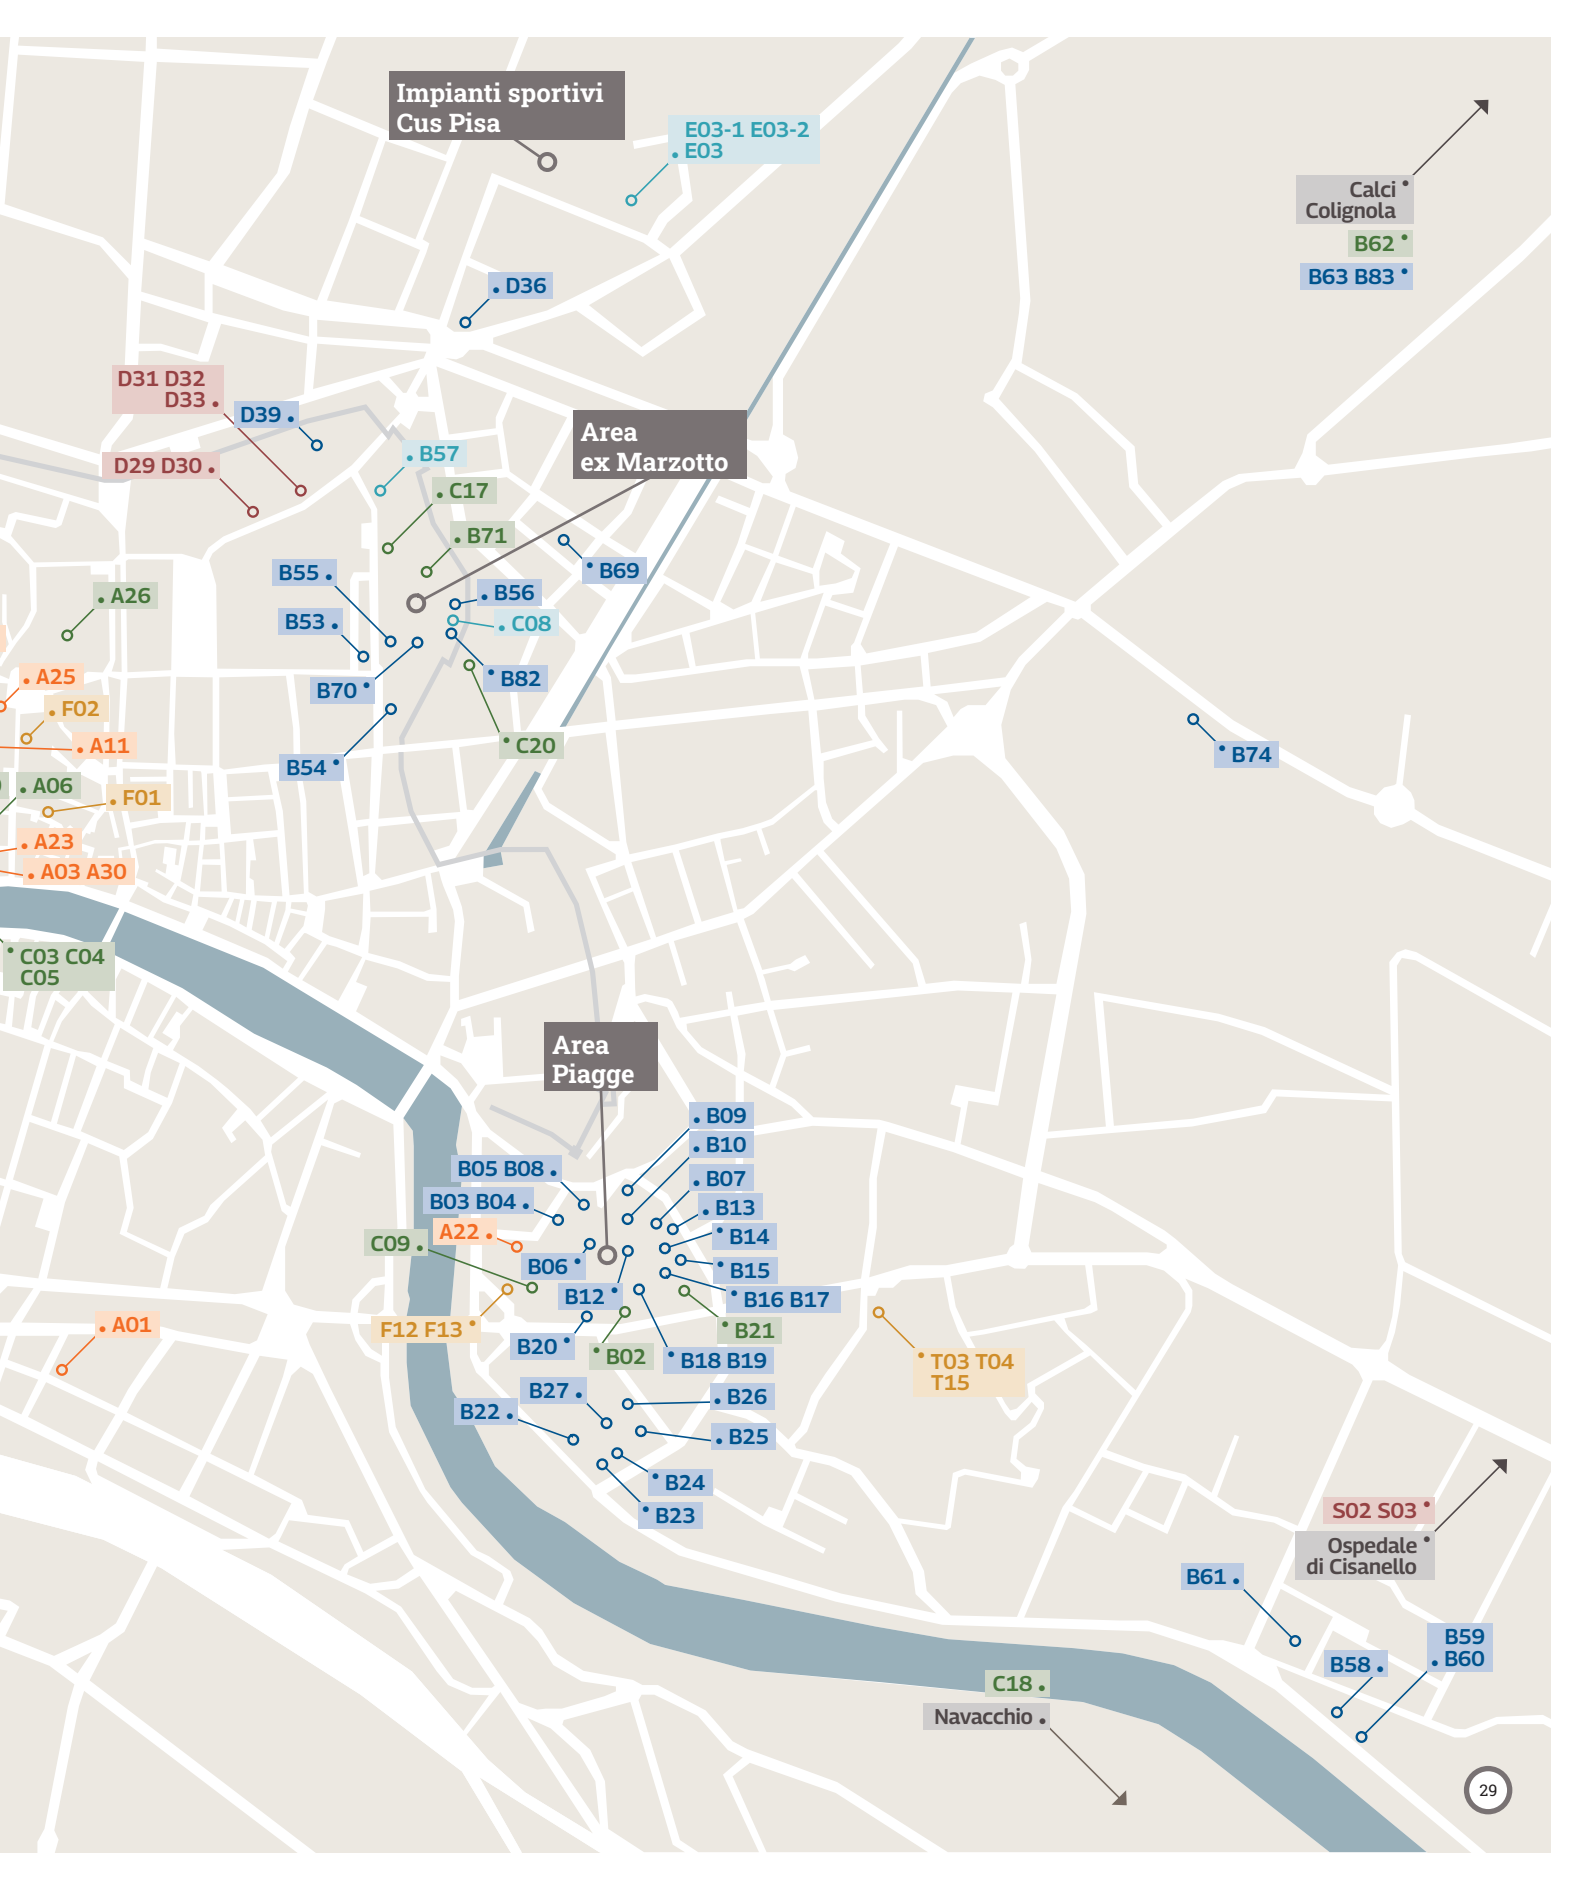 Impianti sportivi
Cus Pisa
E03-1 E03-2
E03
Calci
Colignola
B62
B63 B83
D36
D31 D32
D33
D39
Area
ex Marzotto
B57
D29 D30
C17
B71
B69
B55
B56
A26
B53
C08
A25
B82
B70
F02
A11
C20
B74
B54
A06
F01
A23
A03 A30
C03 C04
C05
Area
Piagge
B09
B10
B05 B08
B07
B03 B04
B13
A22
B14
C09
B06
B15
B12
B16 B17
A01
F12 F13
B21
B20
B02
B18 B19
T03 T04
T15
B27
B26
B22
B25
B24
B23
S02 S03
Ospedale
di Cisanello
B61
B59
B60
B58
C18
Navacchio
29